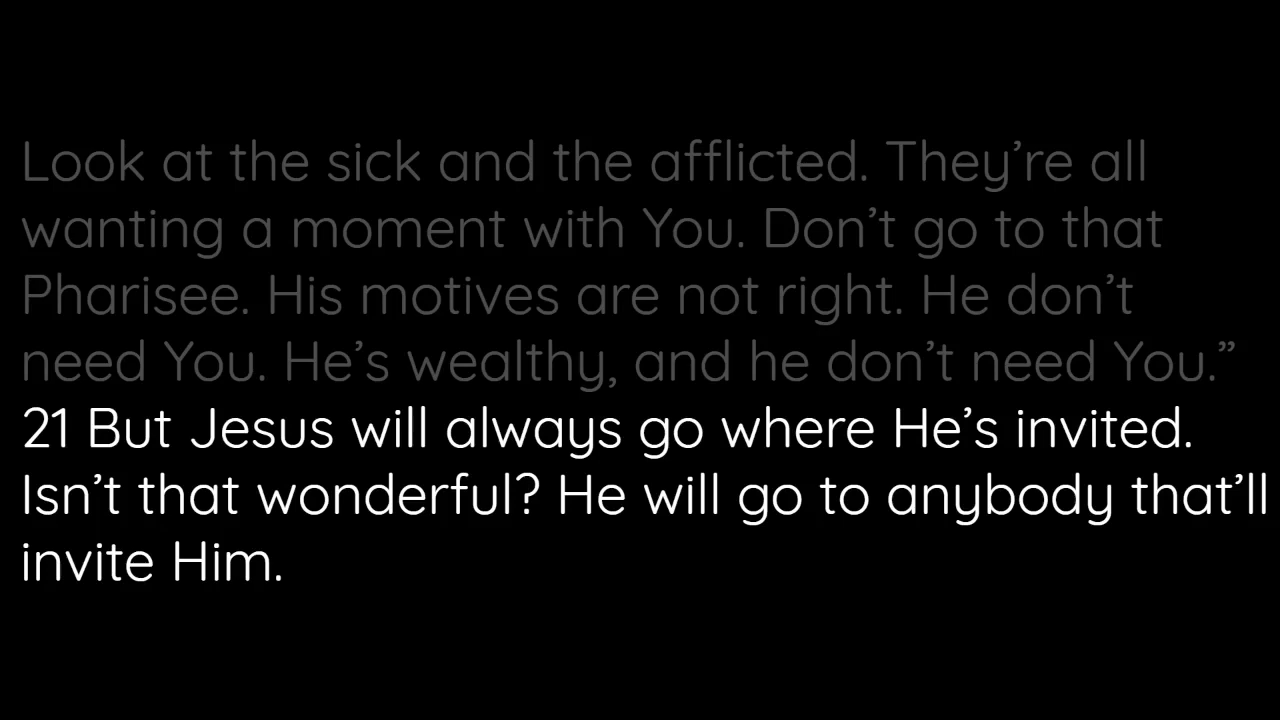 Look at the sick and the afflicted. They’re all
wanting a moment with You. Don’t go to that
Pharisee. His motives are not right. He don’t
need You. He’s wealthy, and he don’t need You.”
21 But Jesus will always go where He’s invited.
Isn’t that wonderful? He will go to anybody that’ll
invite Him.